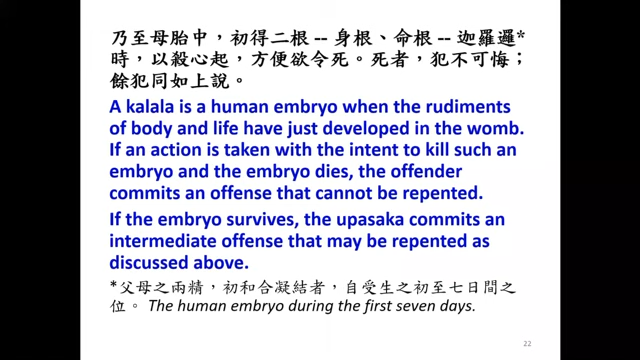 乃至母胎中，初得二根 -- 身根、命根 -- 迦羅邏*
時，以殺心起，方便欲令死。死者，犯不可悔；
餘犯同如上說。
A kalala is a human embryo when the rudiments
of body and life have just developed in the womb.
If an action is taken with the intent to kill such an
embryo and the embryo dies, the offender
commits an offense that cannot be repented.
If the embryo survives, the upasaka commits an
intermediate offense that may be repented as
discussed above.
*父母之兩精，初和合凝結者，自受生之初至七日間之
位。 The human embryo during the first seven days.
22